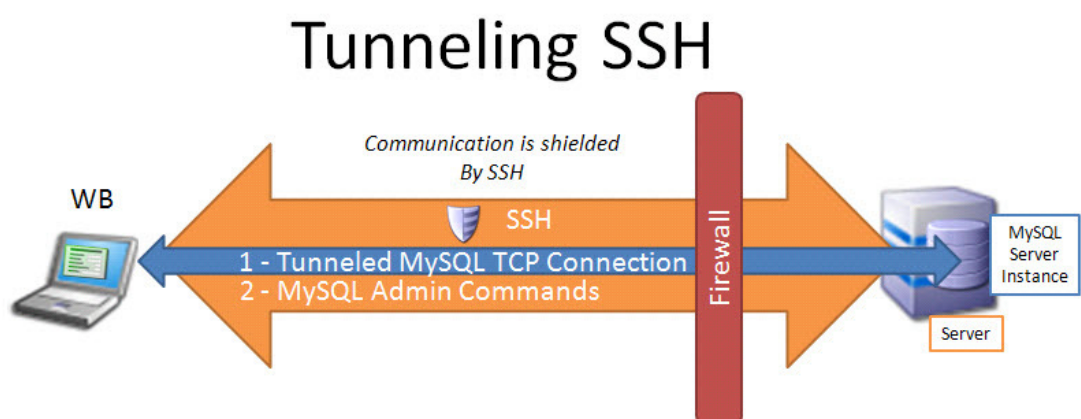 Tunneling SSH
Communication is shielded
By SSH
WB
SSH
1 - Tunneled MySQL TCP Connection
2 - MySQL Admin Commands
Firewall
MySQL
Server
Instance
Server